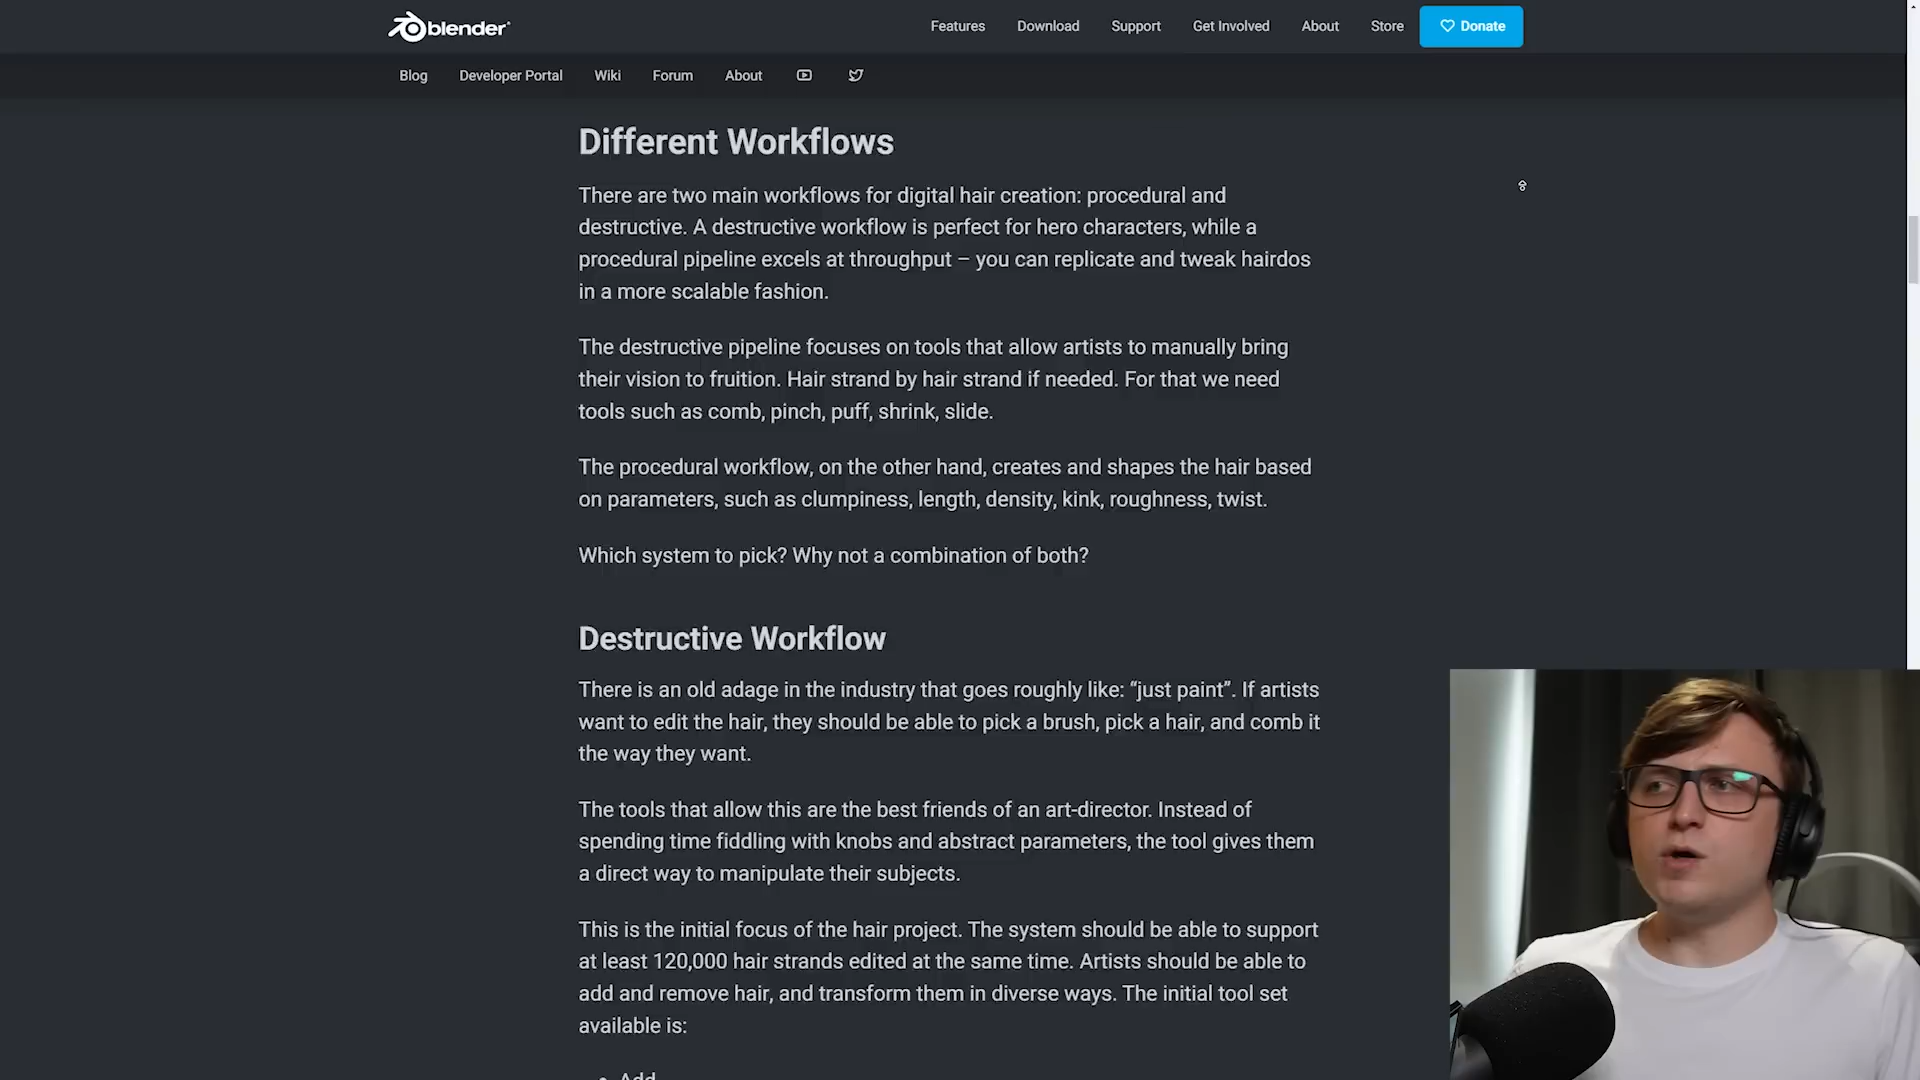 blender
Features
Download
Support
Get Involved
About
Store
Donate
Blog
Developer Portal
Wiki
Forum
About
Different Workflows
There are two main workflows for digital hair creation: procedural and
destructive. A destructive workflow is perfect for hero characters, while a
procedural pipeline excels at throughput – you can replicate and tweak hairdos
in a more scalable fashion.
The destructive pipeline focuses on tools that allow artists to manually bring
their vision to fruition. Hair strand by hair strand if needed. For that we need
tools such as comb, pinch, puff, shrink, slide.
The procedural workflow, on the other hand, creates and shapes the hair based
on parameters, such as clumpiness, length, density, kink, roughness, twist.
Which system to pick? Why not a combination of both?
Destructive Workflow
There is an old adage in the industry that goes roughly like: “just paint”. If artists
want to edit the hair, they should be able to pick a brush, pick a hair, and comb it
the way they want.
The tools that allow this are the best friends of an art-director. Instead of
spending time fiddling with knobs and abstract parameters, the tool gives them
a direct way to manipulate their subjects.
This is the initial focus of the hair project. The system should be able to support
at least 120,000 hair strands edited at the same time. Artists should be able to
add and remove hair, and transform them in diverse ways. The initial tool set
available is:
Add